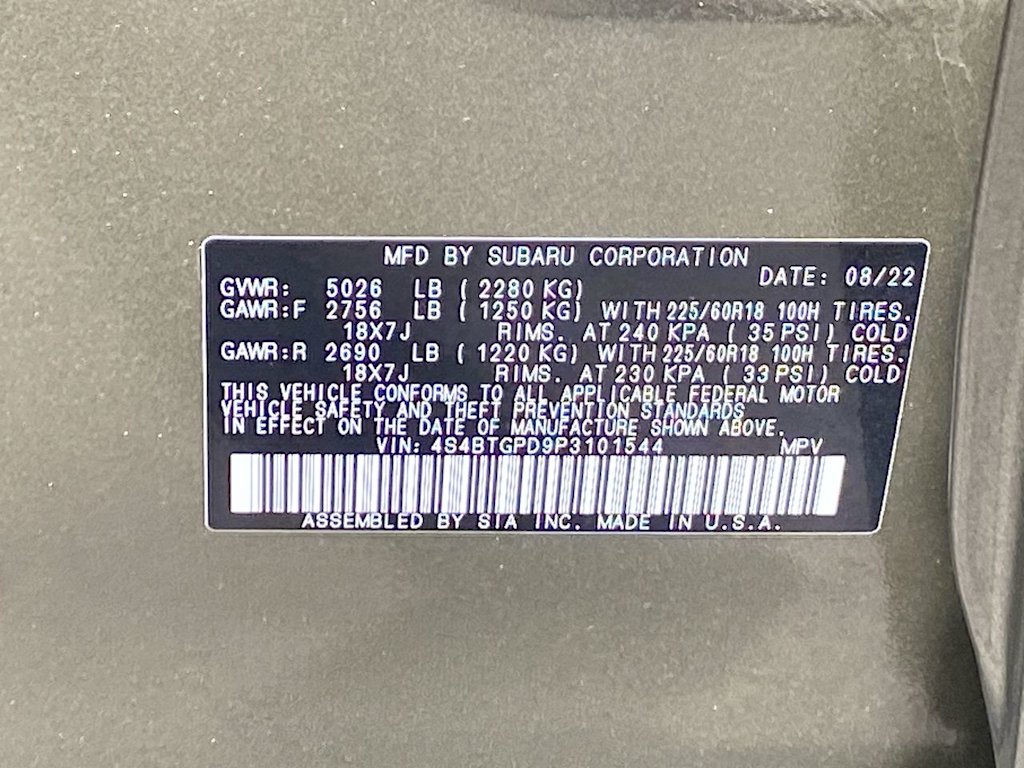 MFD BY SUBARU CORPORATION
DATE: 08/22
GVWR: 5026 LB ( 2280 KG)
GAWR:F 2756 LB ( 1250 KG) WITH 225/60R18 100H TIRES.
18X7J RIMS. AT 240 KPA ( 35 PSI) COLD
GAWR:R 2690 LB ( 1220 KG) WITH 225/60R18 100H TIRES.
18X7J RIMS. AT 230 KPA ( 33 PSI) COLD
THIS VEHICLE CONFORMS TO ALL APPLICABLE FEDERAL MOTOR
VEHICLE SAFETY AND THEFT PREVENTION STANDARDS
IN EFFECT ON THE DATE OF MANUFACTURE SHOWN ABOVE.
VIN: 4S4BTGPD9P3101544 MPV
ASSEMBLED BY SIA INC. MADE IN U.S.A.